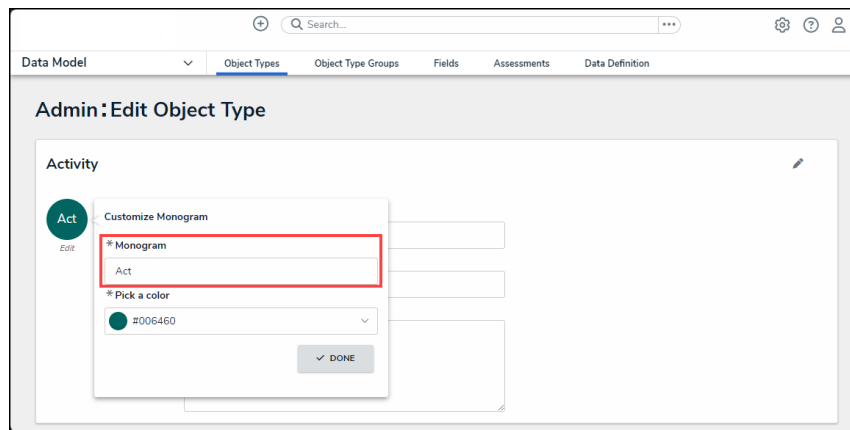 Search...
Data Model Object Types Object Type Groups Fields Assessments Data Definition
Admin:Edit Object Type
Activity
Act
Edit
Customize Monogram
*Monogram
Act
*Pick a color
#006460
✓ DONE